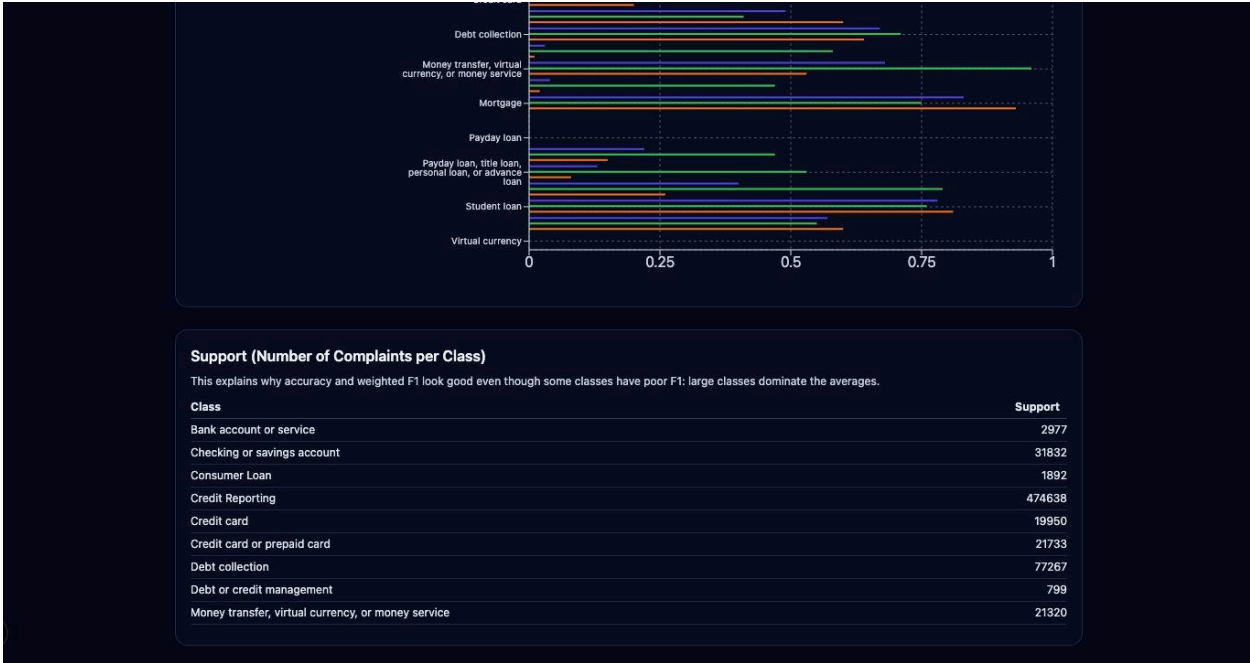 Debt collection
Money transfer, virtual
currency, or money service
Mortgage
Payday loan
Payday loan, title loan,
personal loan, or advance
loan
Student loan
Virtual currency
0 0.25 0.5 0.75 1
Support (Number of Complaints per Class)
This explains why accuracy and weighted F1 look good even though some classes have poor F1: large classes dominate the averages.
Class Support
Bank account or service 2977
Checking or savings account 31832
Consumer Loan 1892
Credit Reporting 474638
Credit card 19950
Credit card or prepaid card 21733
Debt collection 77267
Debt or credit management 799
Money transfer, virtual currency, or money service 21320